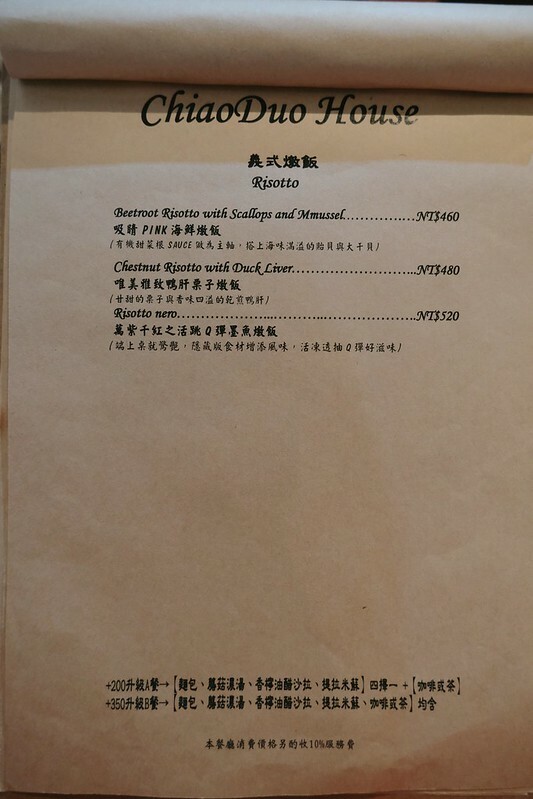 ChiaoDuo House
義式燉飯
Risotto
Beetroot Risotto with Scallops and Mmussel..................NT$460
吸睛 PINK 海鮮燉飯
(有機甜菜根 SAUCE 做為主軸，搭上海味滿溢的貽貝與大干貝)
Chestnut Risotto with Duck Liver..............................NT$480
唯美雅致鴨肝栗子燉飯
(甘甜的栗子與香味四溢的乾煎鴨肝)
Risotto nero......................................................NT$520
萬紫千紅之活跳 Q 彈墨魚燉飯
(端上桌就驚艷，隱藏版食材增添風味，活凍透抽 Q 彈好滋味)
+200升級A餐→【麵包、蘑菇濃湯、香檸油醋沙拉、提拉米蘇】四擇一 +【咖啡或茶】
+350升級B餐→【麵包、蘑菇濃湯、香檸油醋沙拉、提拉米蘇、咖啡或茶】均含
本餐廳消費價格另酌收10%服務費